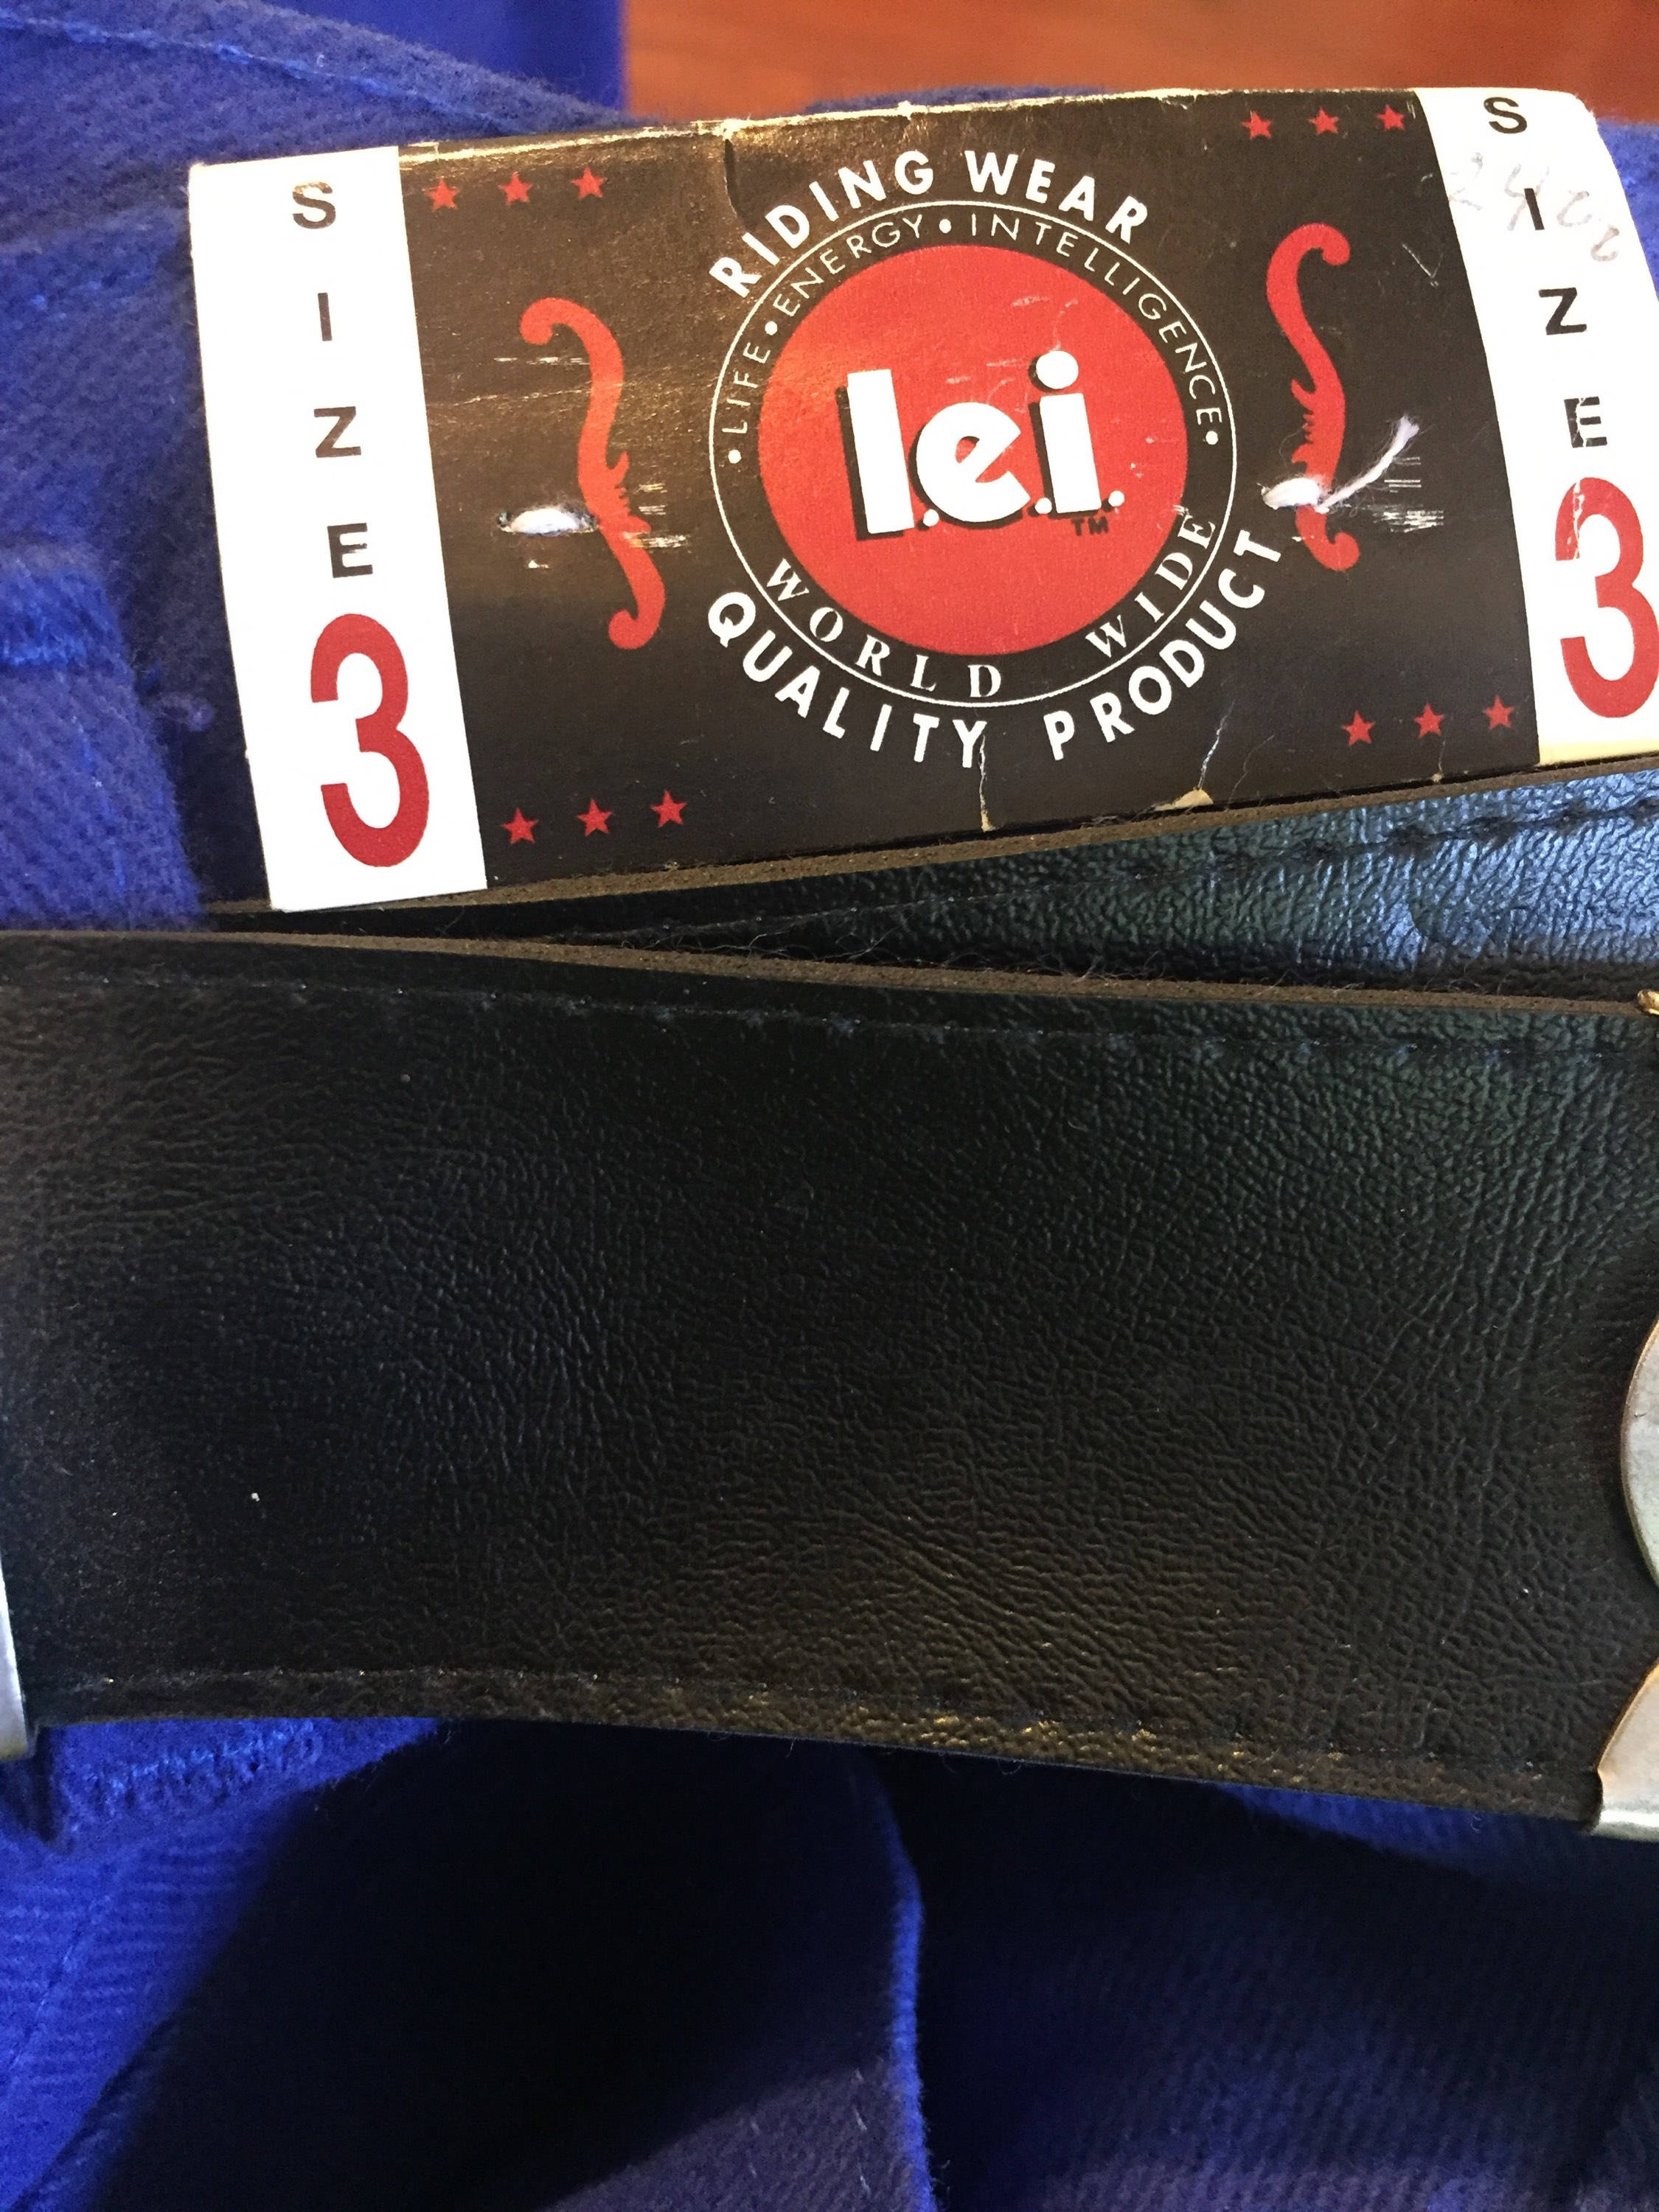 SIZE
3
RIDING WEAR
• LIFE • ENERGY • INTELLIGENCE •
l.e.i.
TM
WORLD WIDE
QUALITY PRODUCT
SIZE
3